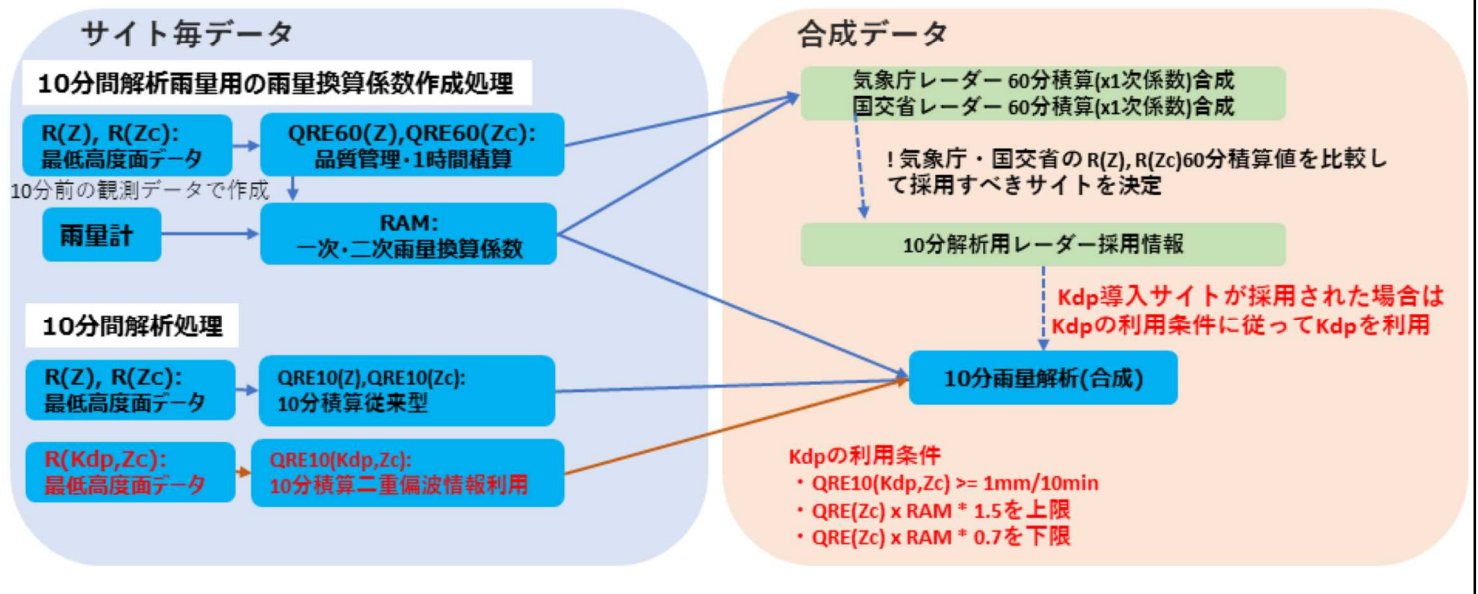 サイト毎データ
10分間解析雨量用の雨量換算係数作成処理
R(Z), R(Zc):
最低高度面データ
QRE60(Z),QRE60(Zc):
品質管理・1時間積算
10分前の観測データで作成
雨量計
RAM:
一次・二次雨量換算係数
10分間解析処理
R(Z), R(Zc):
最低高度面データ
QRE10(Z),QRE10(Zc):
10分積算従来型
R(Kdp,Zc):
最低高度面データ
QRE10(Kdp,Zc):
10分積算二重偏波情報利用
合成データ
気象庁レーダー 60分積算(x1次係数)合成
国交省レーダー 60分積算(x1次係数)合成
! 気象庁・国交省の R(Z), R(Zc)60分積算値を比較し
て採用すべきサイトを決定
10分解析用レーダー採用情報
Kdp導入サイトが採用された場合は
Kdpの利用条件に従ってKdpを利用
10分雨量解析(合成)
Kdpの利用条件
・QRE10(Kdp,Zc) >= 1mm/10min
・QRE(Zc) x RAM * 1.5を上限
・QRE(Zc) x RAM * 0.7を下限